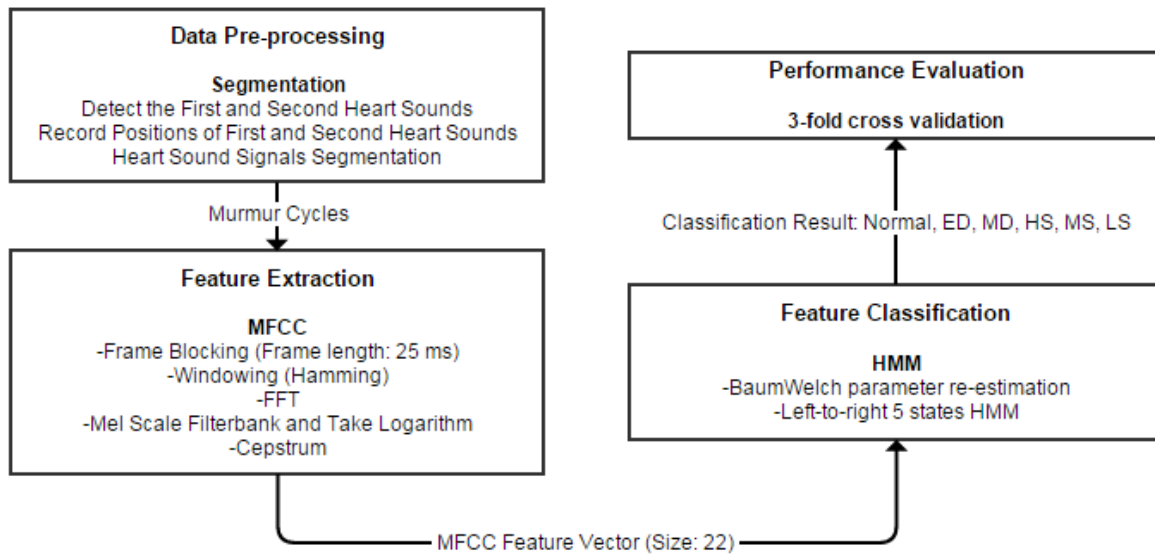 Data Pre-processing
Segmentation
Detect the First and Second Heart Sounds
Record Positions of First and Second Heart Sounds
Heart Sound Signals Segmentation
Murmur Cycles
Feature Extraction
MFCC
-Frame Blocking (Frame length: 25 ms)
-Windowing (Hamming)
-FFT
-Mel Scale Filterbank and Take Logarithm
-Cepstrum
MFCC Feature Vector (Size: 22)
Feature Classification
HMM
-BaumWelch parameter re-estimation
-Left-to-right 5 states HMM
Classification Result: Normal, ED, MD, HS, MS, LS
Performance Evaluation
3-fold cross validation